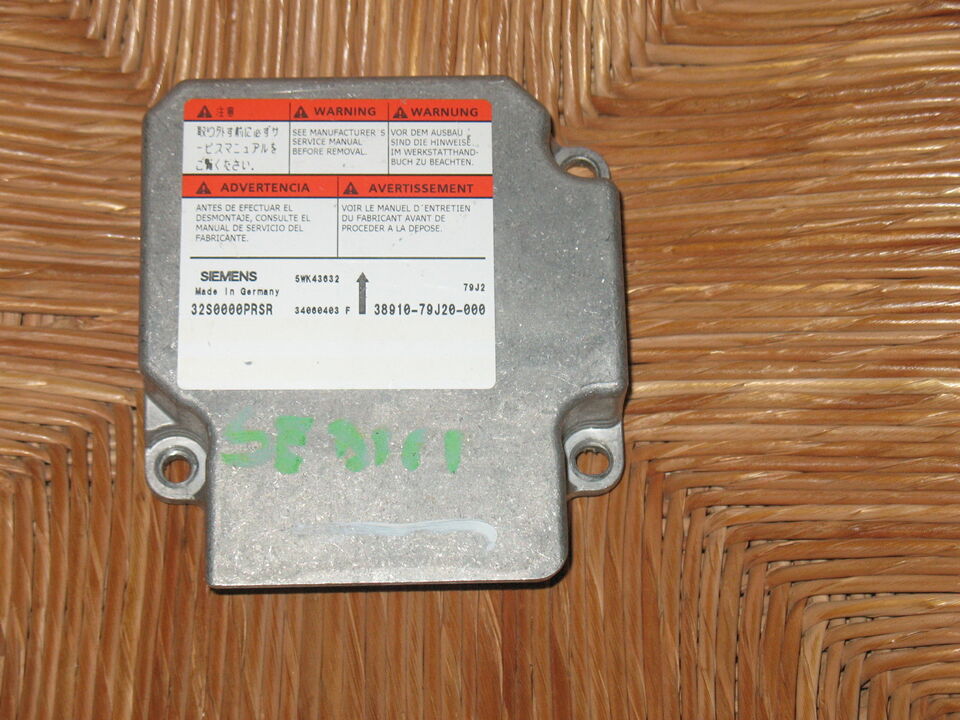 注意
取り外す前に必ずサ
ービスマニュアルを
ご覧ください.
WARNING
SEE MANUFACTURER´S
SERVICE MANUAL
BEFORE REMOVAL.
WARNUNG
VOR DEM AUSBAU
SIND DIE HINWEISE
IM WERKSTATTHAND-
BUCH ZU BEACHTEN.
ADVERTENCIA
ANTES DE EFECTUAR EL
DESMONTAJE, CONSULTE EL
MANUAL DE SERVICIO DEL
FABRICANTE.
AVERTISSEMENT
VOIR LE MANUEL D´ENTRETIEN
DU FABRICANT AVANT DE
PROCEDER A LA DEPOSE.
SIEMENS 5WK43632
Made in Germany 79J2
32S0000PRSR 34060403 F 38910-79J20-000
SEDICI